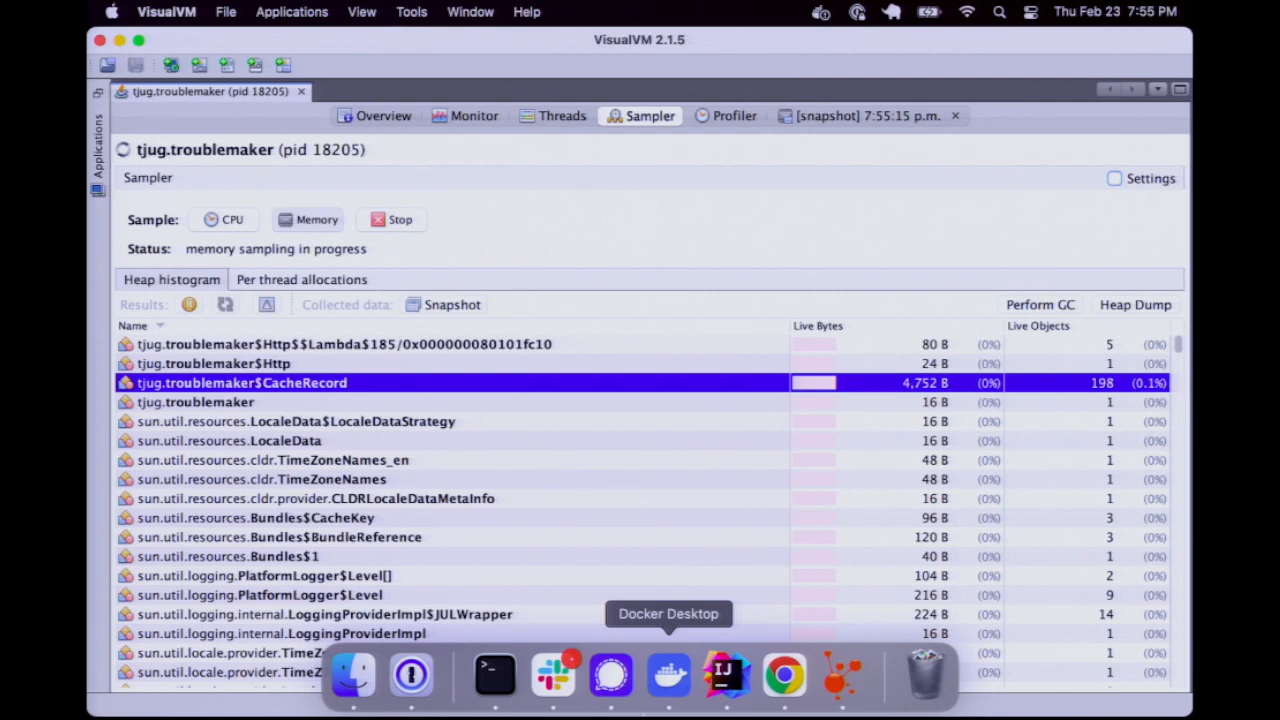 VisualVM File Applications View Tools Window Help Thu Feb 23 7:55 PM
VisualVM 2.1.5
tjug.troublemaker (pid 18205)
Applications
Overview Monitor Threads Sampler Profiler [snapshot] 7:55:15 p.m.
tjug.troublemaker (pid 18205)
Sampler Settings
Sample: CPU Memory Stop
Status: memory sampling in progress
Heap histogram Per thread allocations
Results: Collected data: Snapshot Perform GC Heap Dump
Name Live Bytes Live Objects
tjug.troublemaker$Http$$Lambda$185/0x000000080101fc10 80 B (0%) 5 (0%)
tjug.troublemaker$Http 24 B (0%) 1 (0%)
tjug.troublemaker$CacheRecord 4,752 B (0%) 198 (0.1%)
tjug.troublemaker 16 B (0%) 1 (0%)
sun.util.resources.LocaleData$LocaleDataStrategy 16 B (0%) 1 (0%)
sun.util.resources.LocaleData 16 B (0%) 1 (0%)
sun.util.resources.cldr.TimeZoneNames_en 48 B (0%) 1 (0%)
sun.util.resources.cldr.TimeZoneNames 48 B (0%) 1 (0%)
sun.util.resources.cldr.provider.CLDRLocaleDataMetaInfo 16 B (0%) 1 (0%)
sun.util.resources.Bundles$CacheKey 96 B (0%) 3 (0%)
sun.util.resources.Bundles$BundleReference 120 B (0%) 3 (0%)
sun.util.resources.Bundles$1 40 B (0%) 1 (0%)
sun.util.logging.PlatformLogger$Level[] 104 B (0%) 2 (0%)
sun.util.logging.PlatformLogger$Level 216 B (0%) 9 (0%)
sun.util.logging.internal.LoggingProviderImpl$JULWrapper 224 B (0%) 14 (0%)
Docker Desktop
sun.util.logging.internal.LoggingProviderImpl 16 B (0%) 1 (0%)
sun.util.locale.provider. (0%)
sun.util.locale.provider. (0%)
IJ